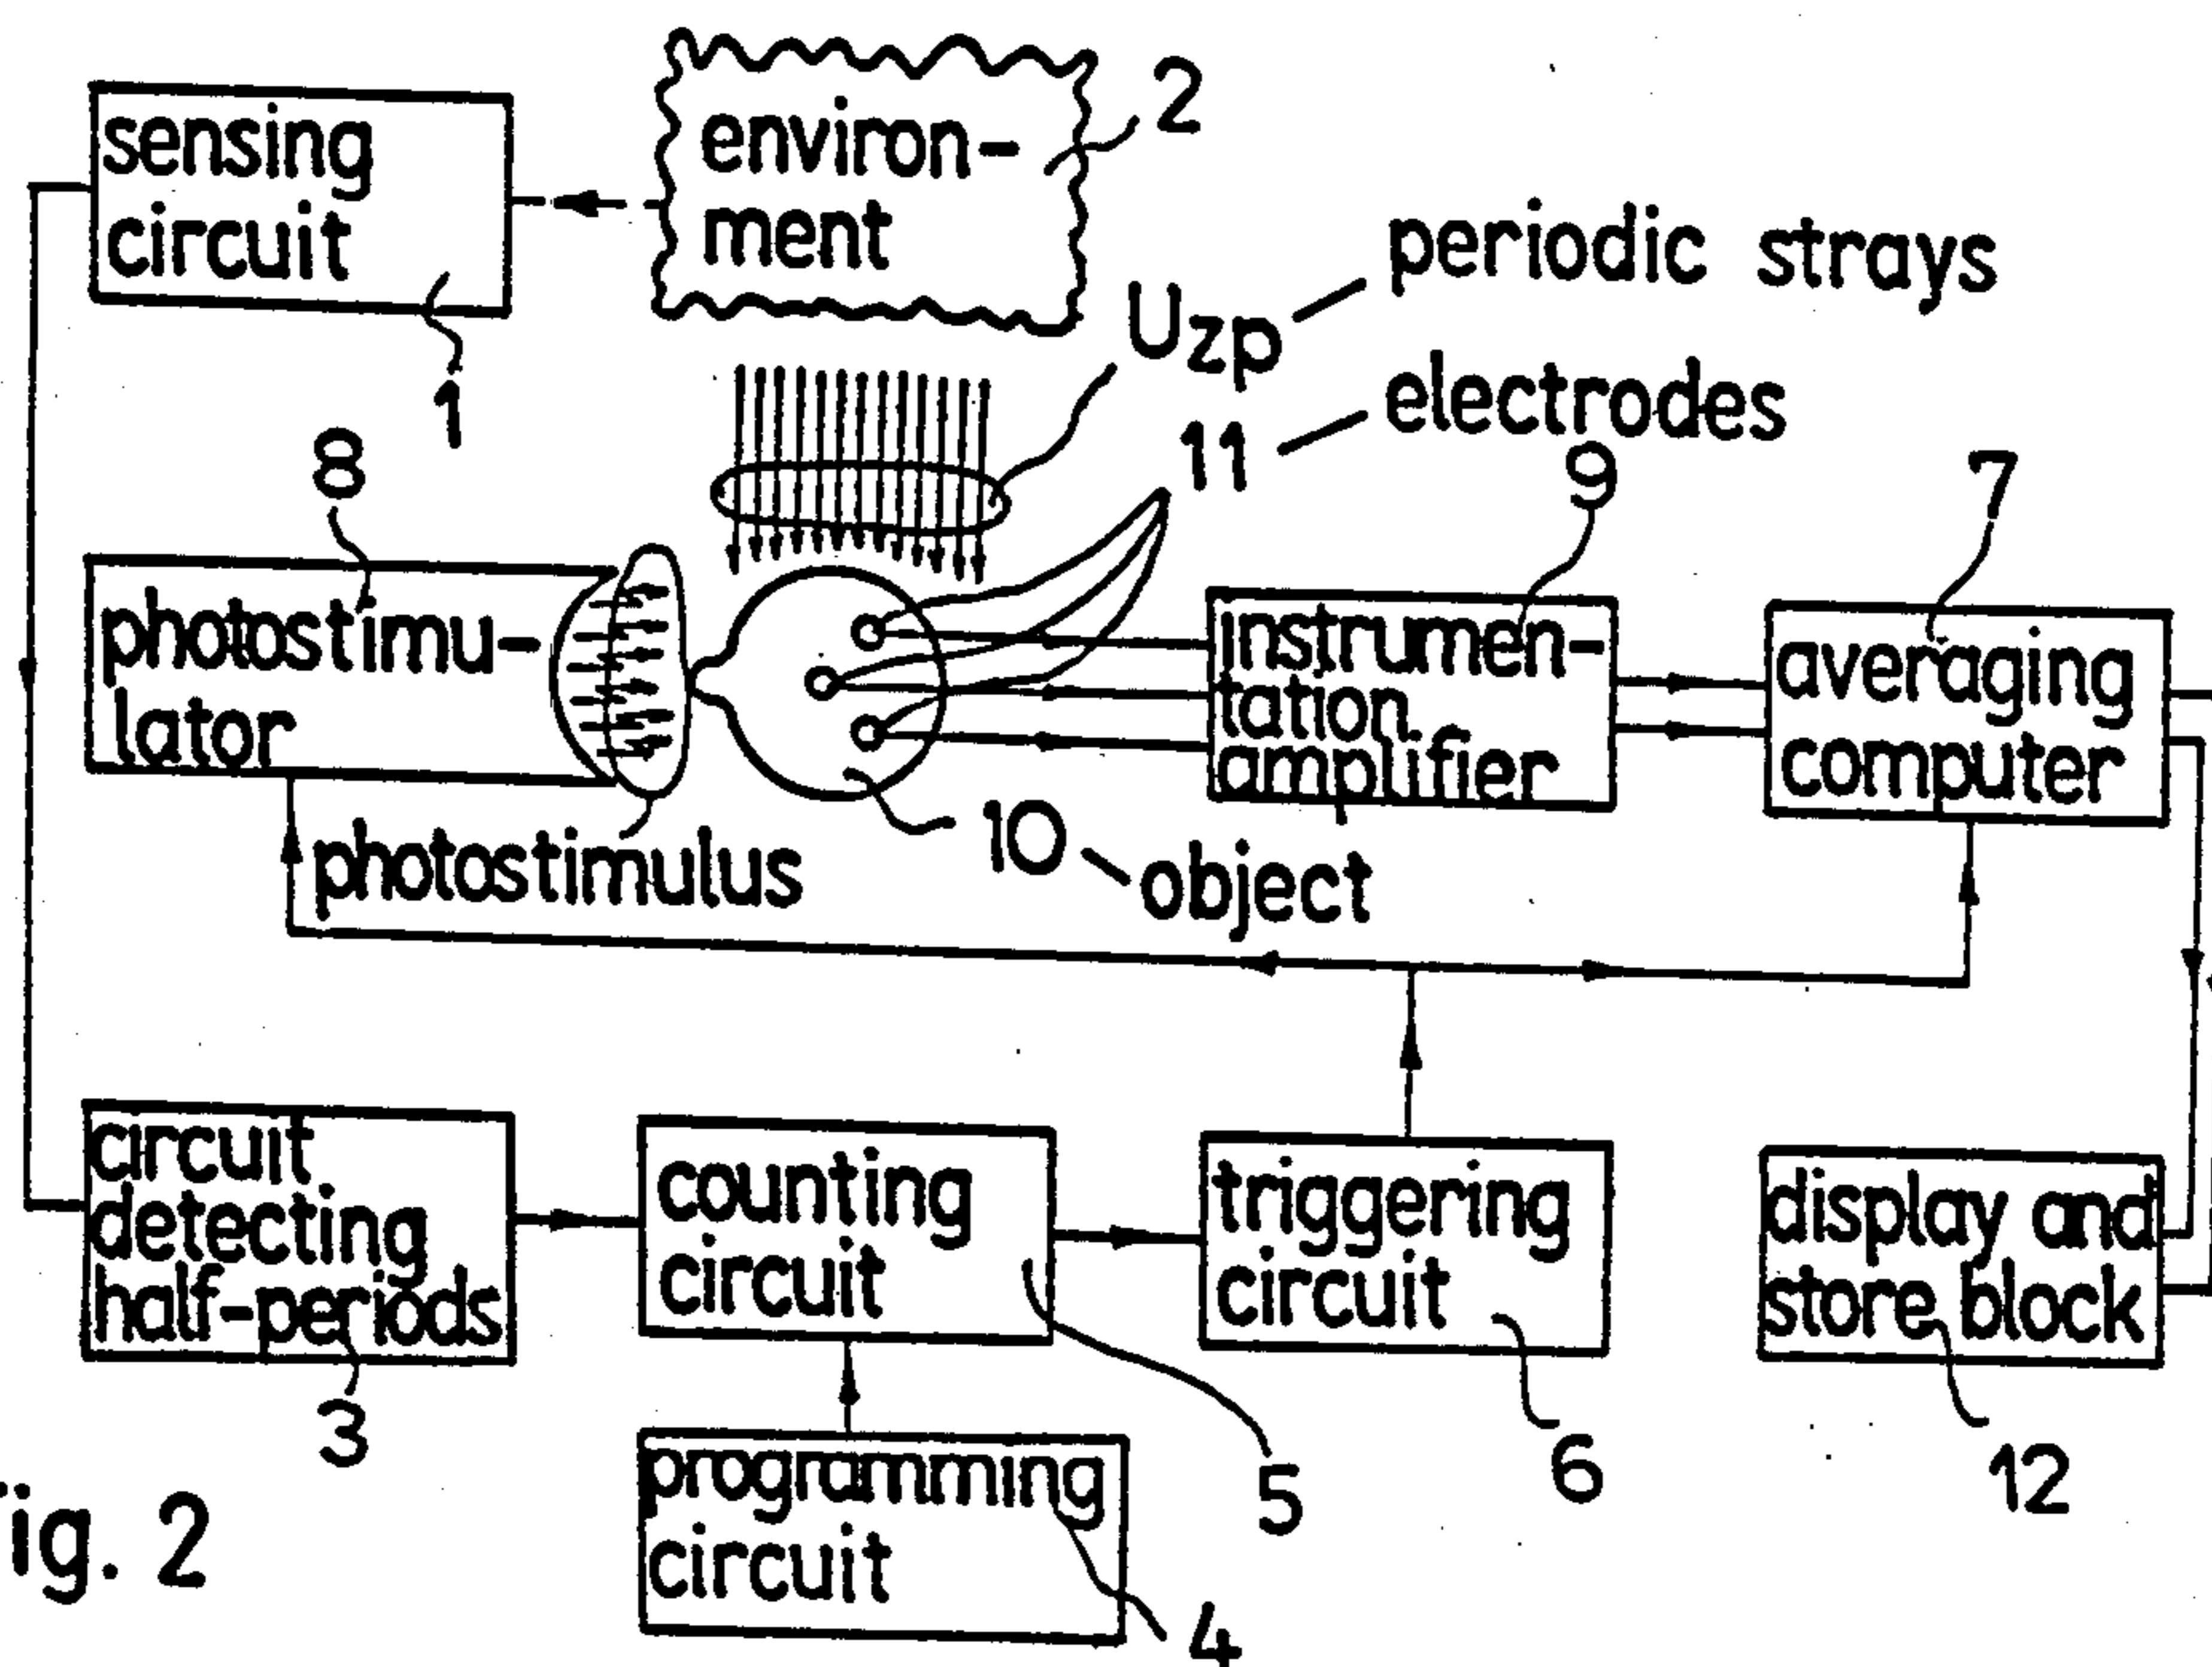 sensing
circuit
1
environ-
ment
2
Uzp
periodic strays
11
electrodes
8
photostimu-
lator
photostimulus
10
object
9
instrumen-
tation
amplifier
7
averaging
computer
circuit
detecting
half-periods
3
counting
circuit
5
triggering
circuit
6
display and
store block
12
programming
circuit
4
ig. 2